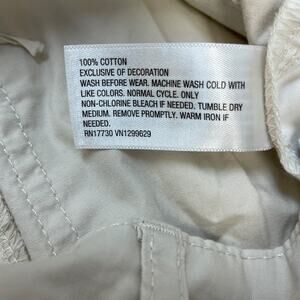 100% COTTON
EXCLUSIVE OF DECORATION
WASH BEFORE WEAR. MACHINE WASH COLD WITH
LIKE COLORS. NORMAL CYCLE. ONLY
NON-CHLORINE BLEACH IF NEEDED. TUMBLE DRY
MEDIUM. REMOVE PROMPTLY. WARM IRON IF
NEEDED.
RN17730 VN1299629